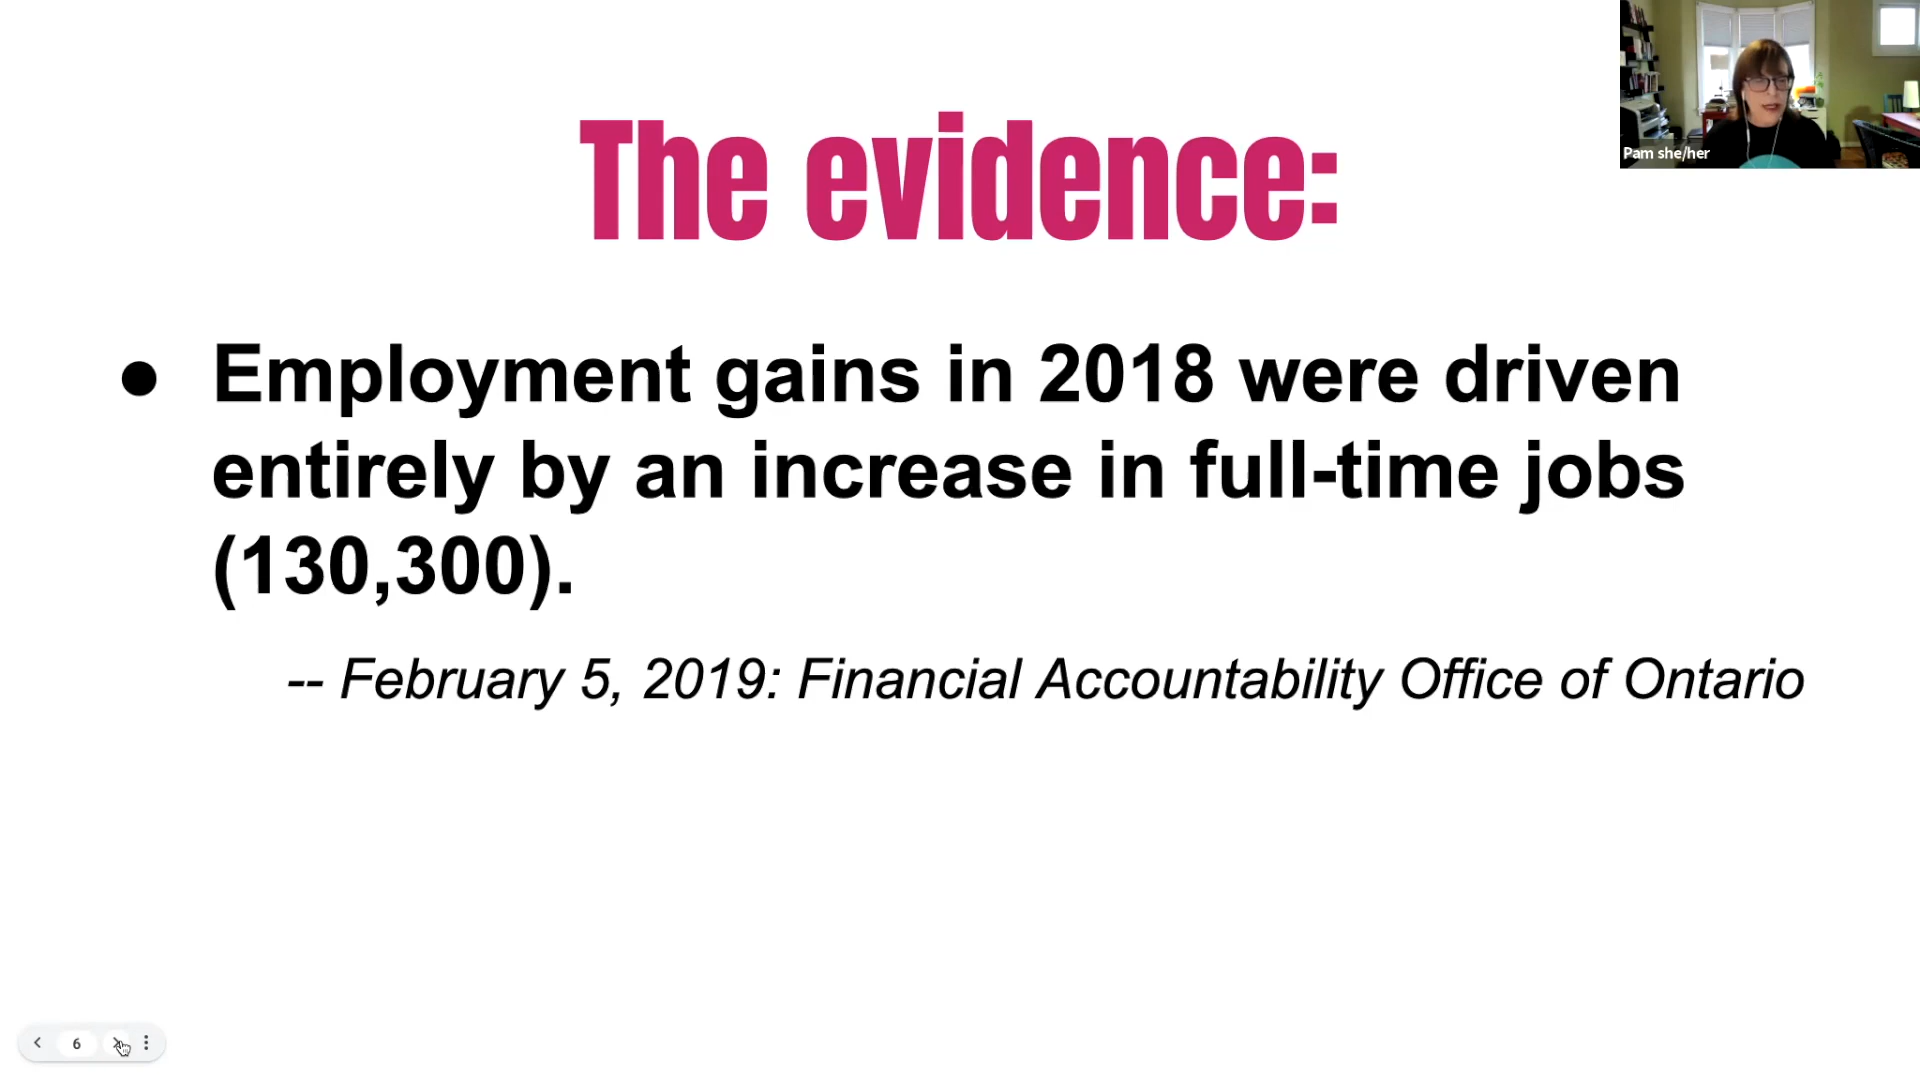 Pam she/her
The evidence:
● Employment gains in 2018 were driven
entirely by an increase in full-time jobs
(130,300).
-- February 5, 2019: Financial Accountability Office of Ontario
6